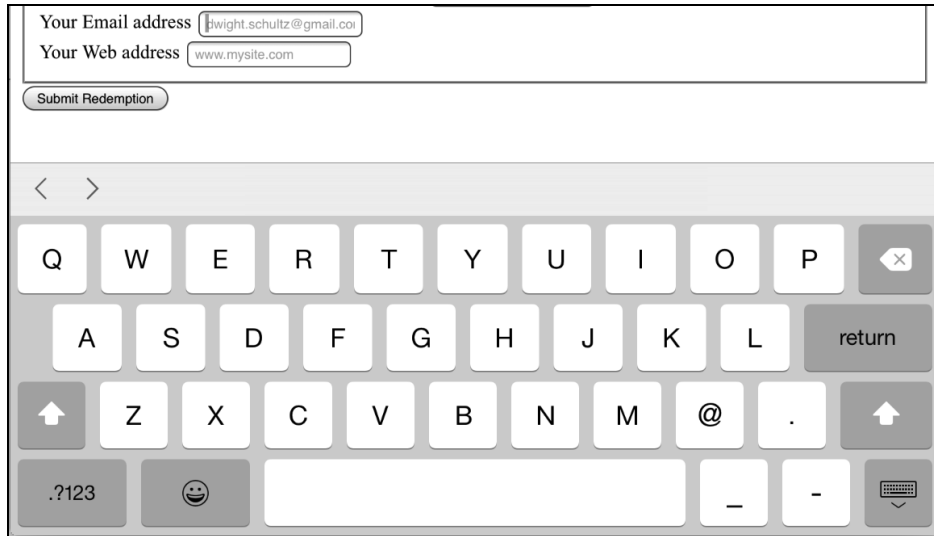 Your Email address dwight.schultz@gmail.co
Your Web address www.mysite.com
Submit Redemption
Q W E R T Y U I O P
A S D F G H J K L return
Z X C V B N M @ .
.?123 _ -